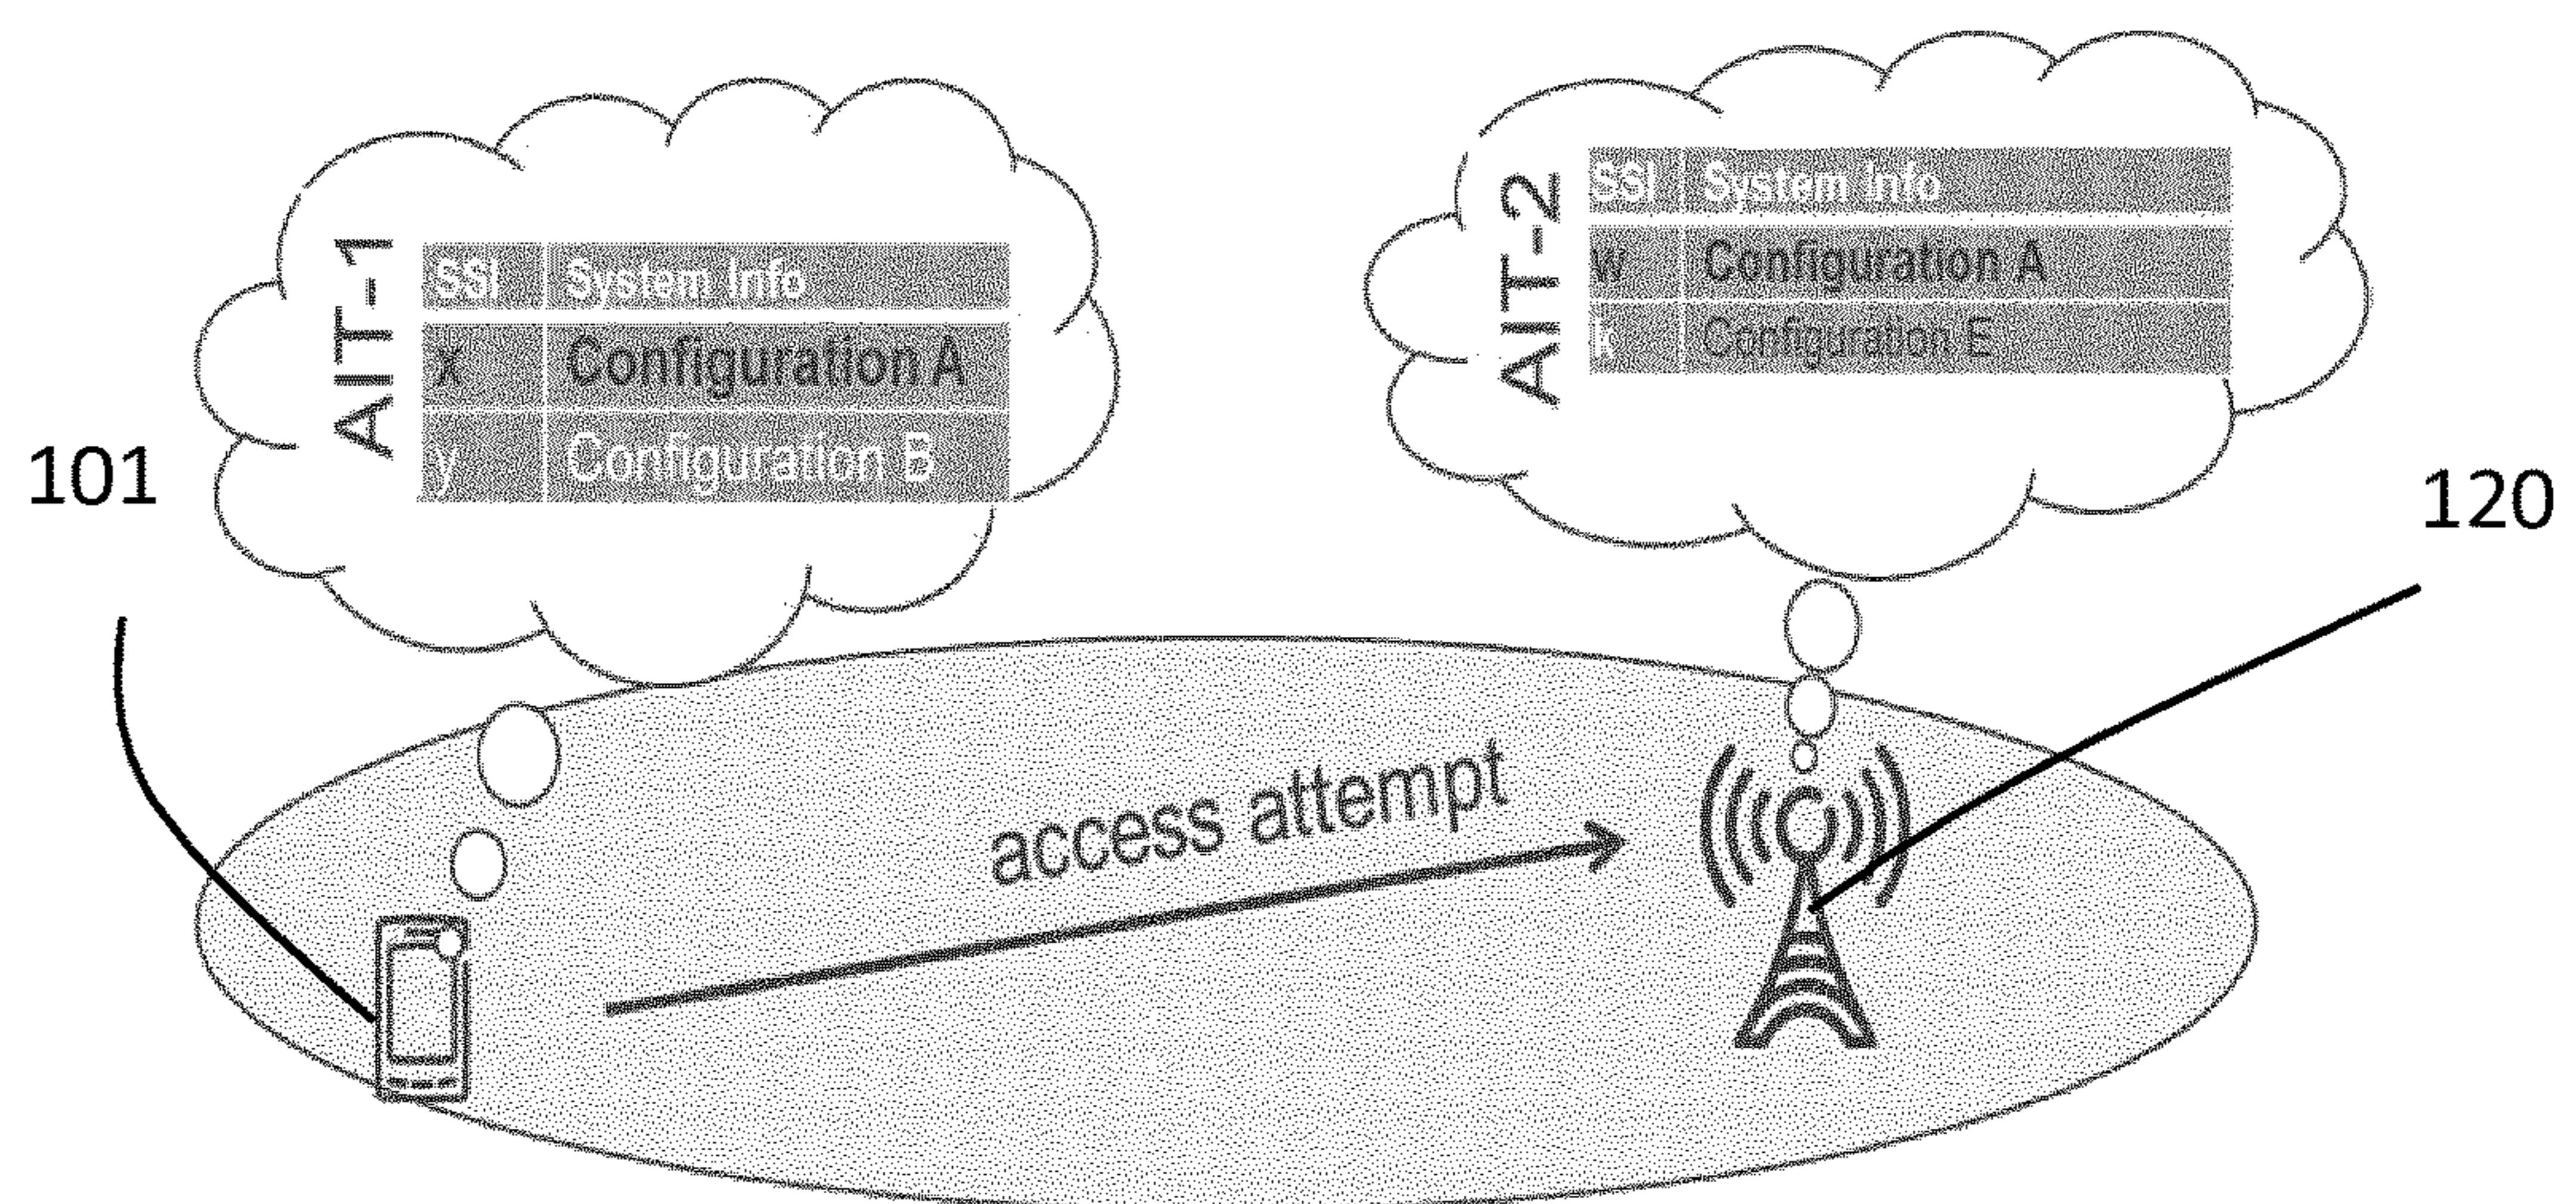 AIT-1
SSI System Info
x Configuration A
y Configuration B
AIT-2
SSI System Info
w Configuration A
k Configuration E
101
120
access attempt